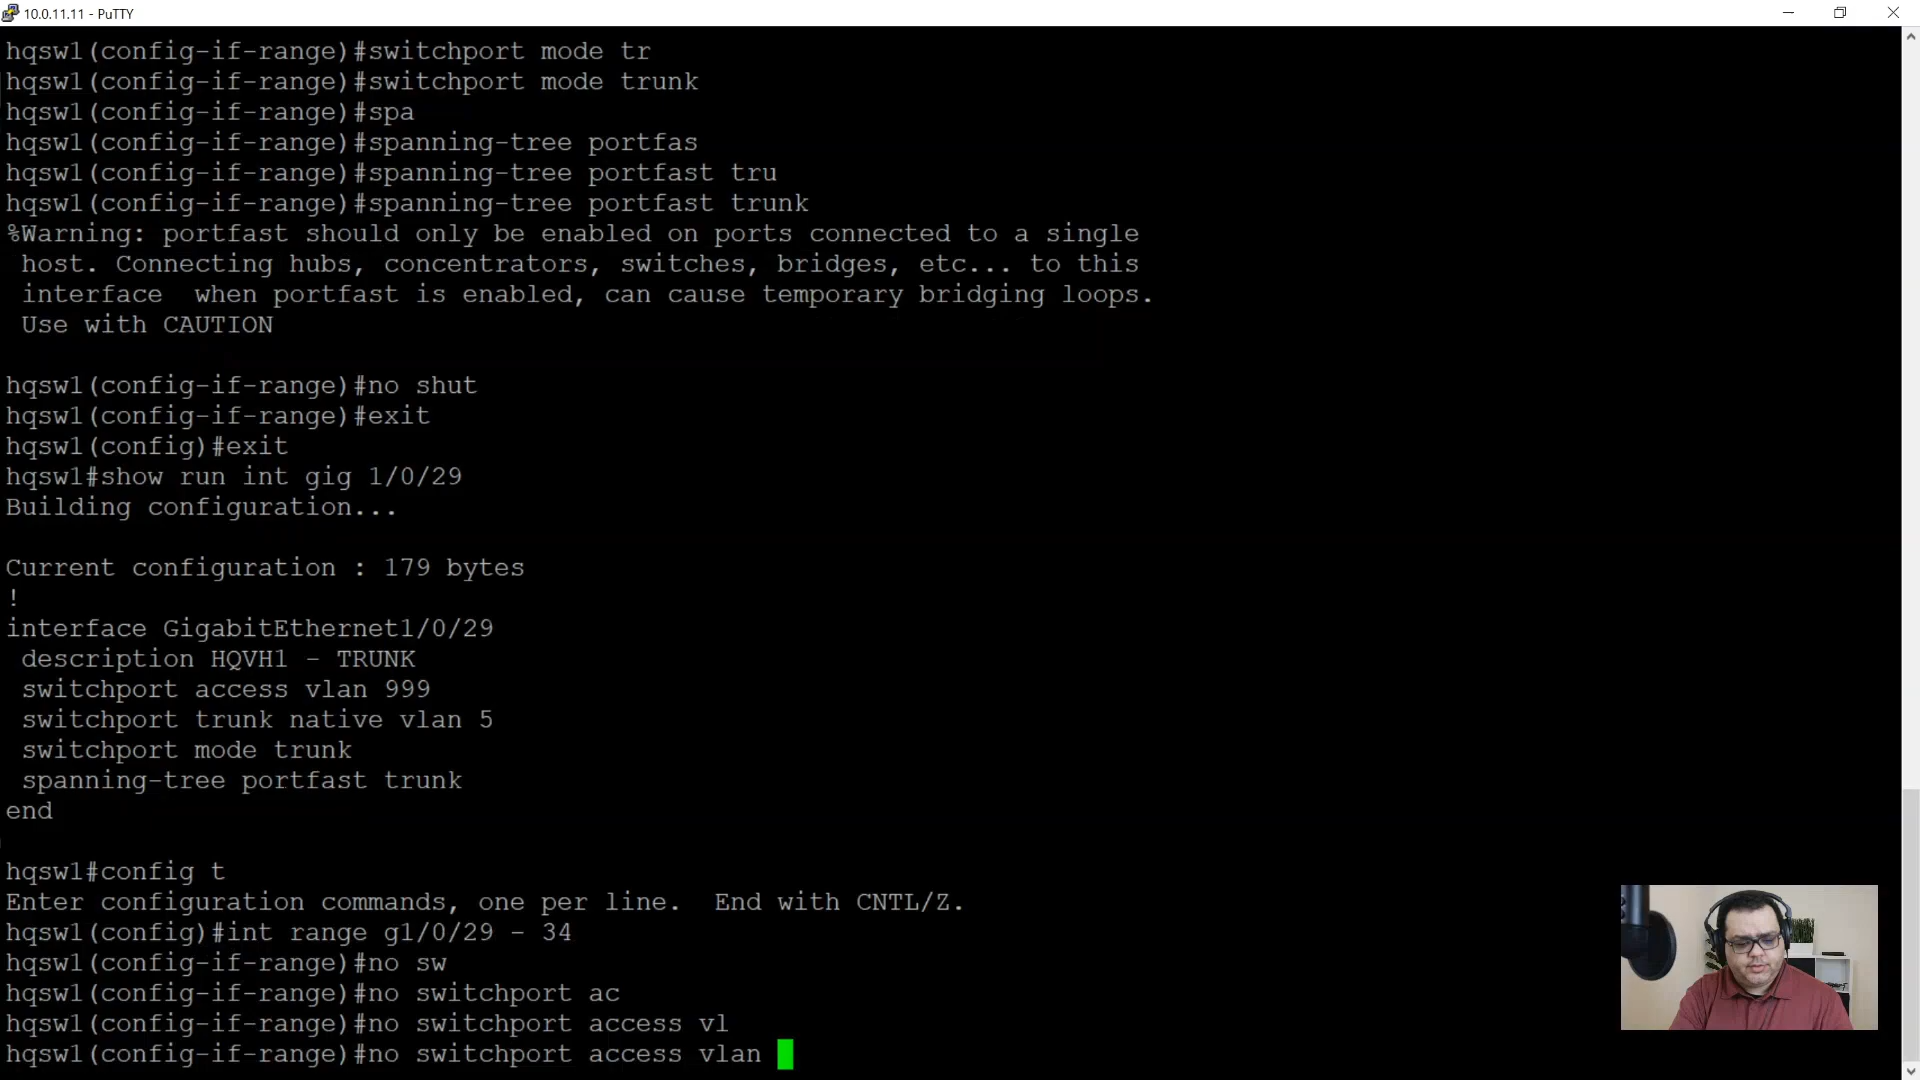 10.0.11.11 - PuTTY
hqsw1(config-if-range)#switchport mode tr
hqsw1(config-if-range)#switchport mode trunk
hqsw1(config-if-range)#spa
hqsw1(config-if-range)#spanning-tree portfas
hqsw1(config-if-range)#spanning-tree portfast tru
hqsw1(config-if-range)#spanning-tree portfast trunk
%Warning: portfast should only be enabled on ports connected to a single
host. Connecting hubs, concentrators, switches, bridges, etc... to this
interface  when portfast is enabled, can cause temporary bridging loops.
Use with CAUTION
hqsw1(config-if-range)#no shut
hqsw1(config-if-range)#exit
hqsw1(config)#exit
hqsw1#show run int gig 1/0/29
Building configuration...
Current configuration : 179 bytes
!
interface GigabitEthernet1/0/29
description HQVH1 - TRUNK
switchport access vlan 999
switchport trunk native vlan 5
switchport mode trunk
spanning-tree portfast trunk
end
hqsw1#config t
Enter configuration commands, one per line.  End with CNTL/Z.
hqsw1(config)#int range g1/0/29 - 34
hqsw1(config-if-range)#no sw
hqsw1(config-if-range)#no switchport ac
hqsw1(config-if-range)#no switchport access vl
hqsw1(config-if-range)#no switchport access vlan